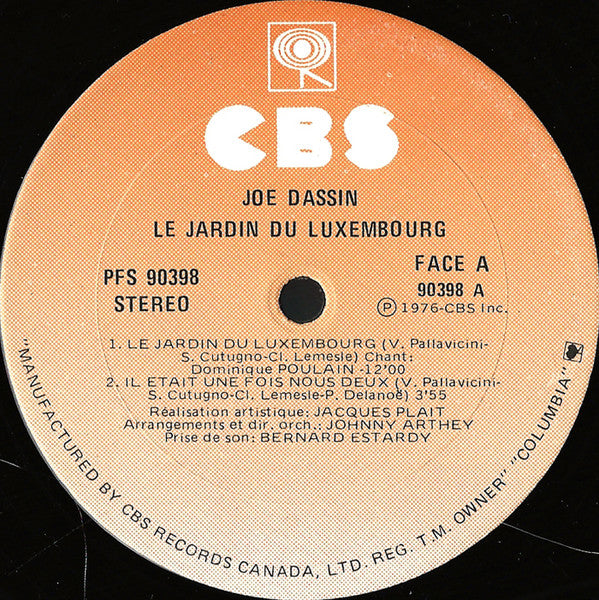 CBS
JOE DASSIN
LE JARDIN DU LUXEMBOURG
PFS 90398
STEREO
FACE A
90398 A
Ⓟ 1976-CBS Inc.
1. LE JARDIN DU LUXEMBOURG (V. Pallavicini-
S. Cutugno-Cl. Lemesle) Chant:
Dominique POULAIN -12'00
2. IL ETAIT UNE FOIS NOUS DEUX (V. Pallavicini-
S. Cutugno-Cl. Lemesle-P. Delanoë) 3'55
Réalisation artistique: JACQUES PLAIT
Arrangements et dir. orch.: JOHNNY ARTHEY
Prise de son: BERNARD ESTARDY
"MANUFACTURED BY CBS RECORDS CANADA, LTD. REG. T.M. OWNER" "COLUMBIA"